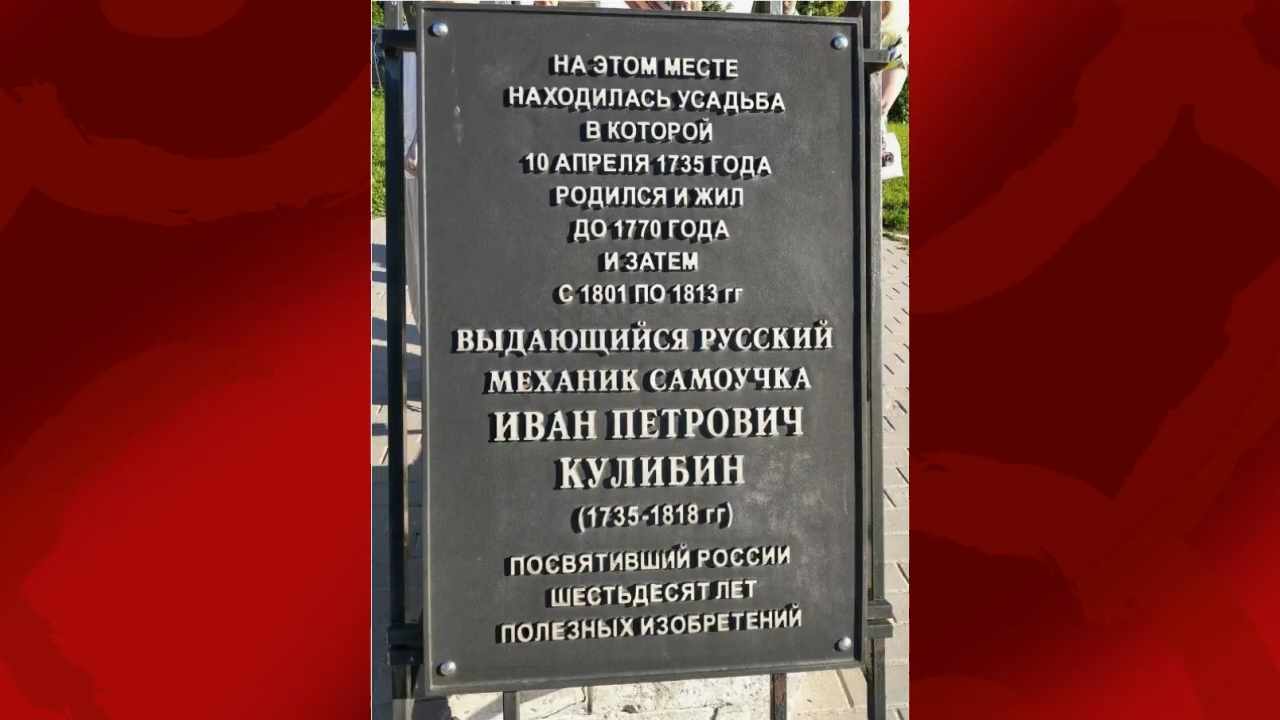 НА ЭТОМ МЕСТЕ
НАХОДИЛАСЬ УСАДЬБА
В КОТОРОЙ
10 АПРЕЛЯ 1735 ГОДА
РОДИЛСЯ И ЖИЛ
ДО 1770 ГОДА
И ЗАТЕМ
С 1801 ПО 1813 гг
ВЫДАЮЩИЙСЯ РУССКИЙ
МЕХАНИК САМОУЧКА
ИВАН ПЕТРОВИЧ
КУЛИБИН
(1735-1818 гг)
ПОСВЯТИВШИЙ РОССИИ
ШЕСТЬДЕСЯТ ЛЕТ
ПОЛЕЗНЫХ ИЗОБРЕТЕНИЙ